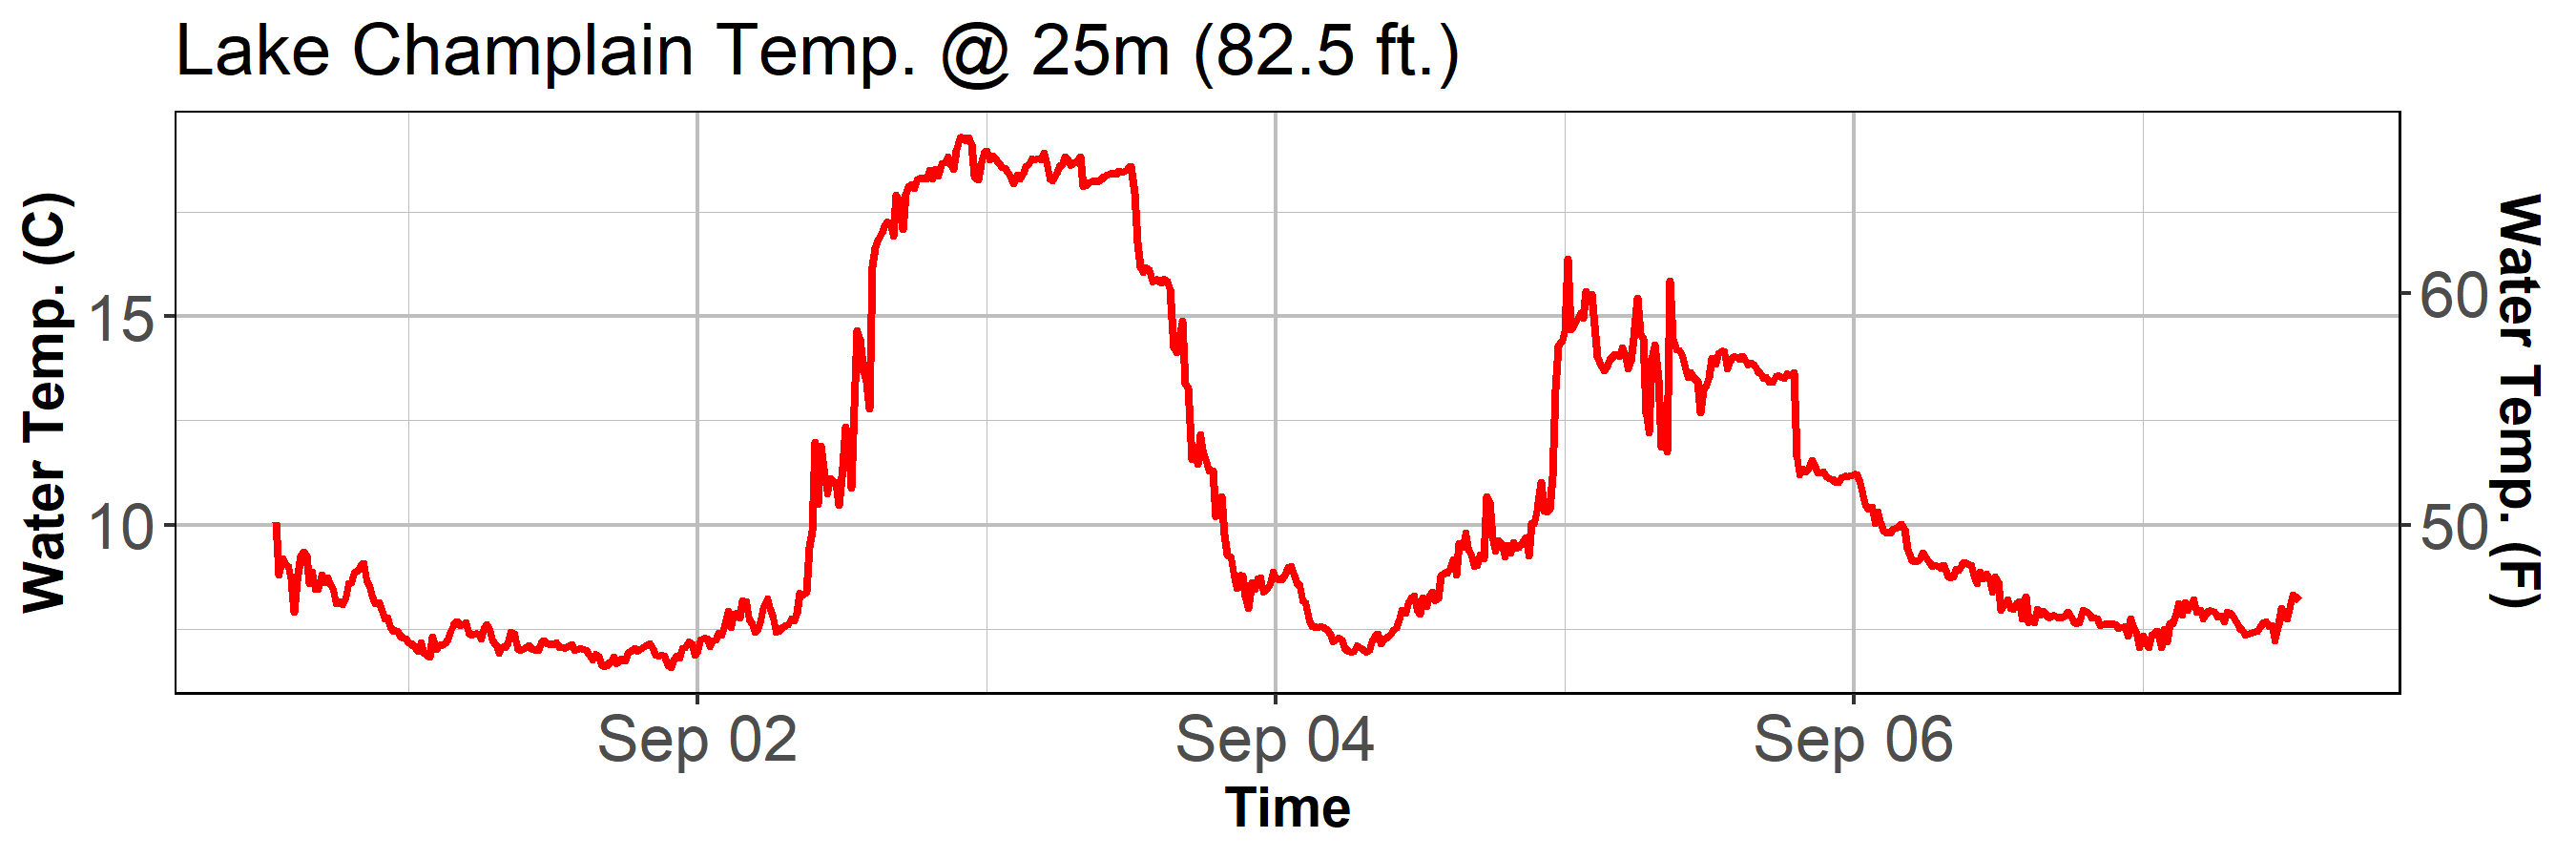 Lake Champlain Temp. @ 25m (82.5 ft.)
Water Temp. (C)
15
10
60
50
Water Temp. (F)
Sep 02
Sep 04
Sep 06
Time